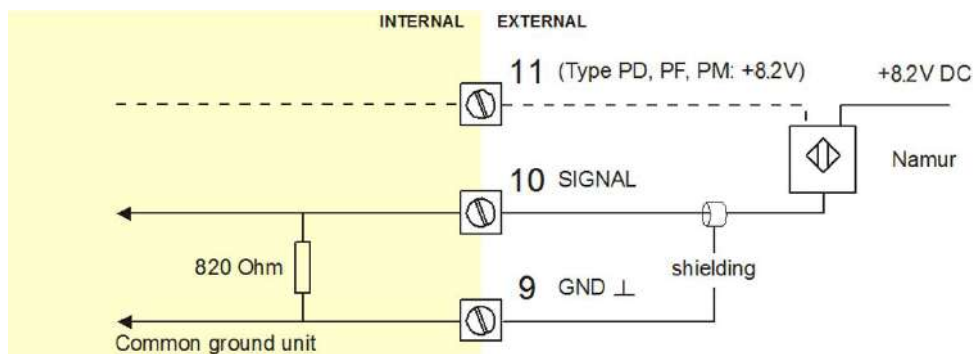 INTERNAL EXTERNAL
11 (Type PD, PF, PM: +8.2V) +8.2V DC
Namur
10 SIGNAL
820 Ohm
shielding
9 GND ⊥
Common ground unit